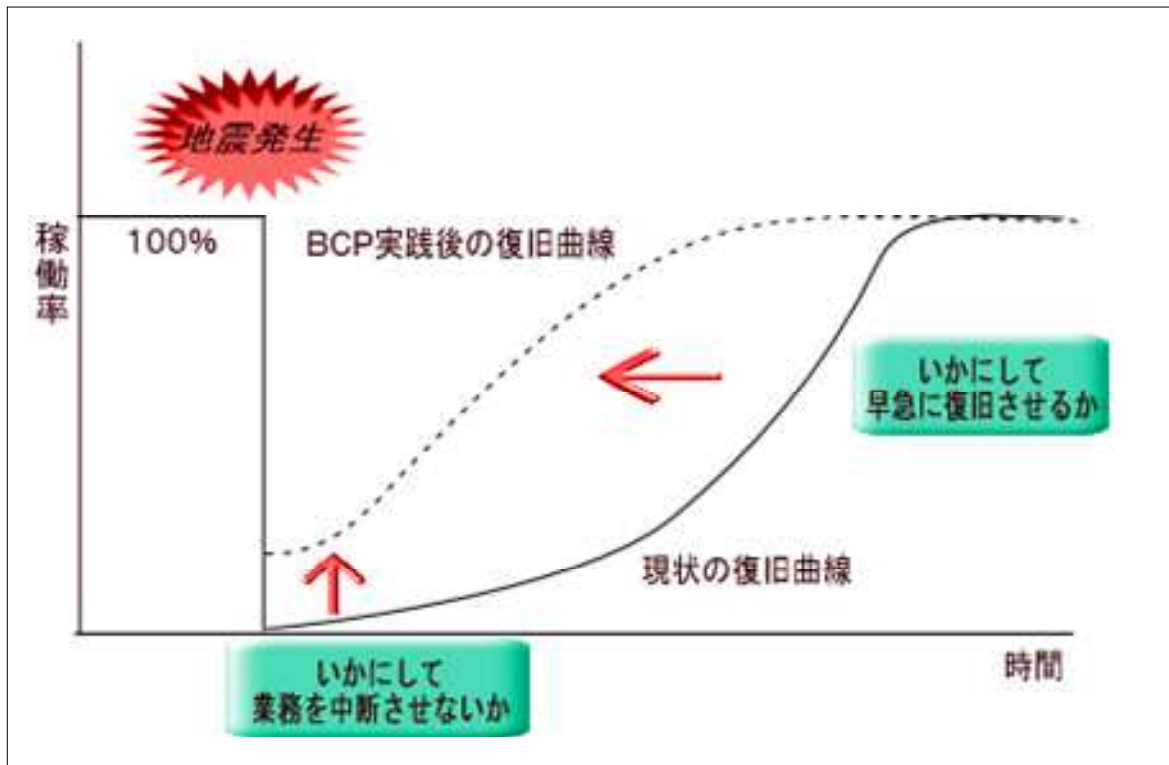 地震発生
稼働率
100%
BCP実践後の復旧曲線
いかにして
早急に復旧させるか
現状の復旧曲線
時間
いかにして
業務を中断させないか